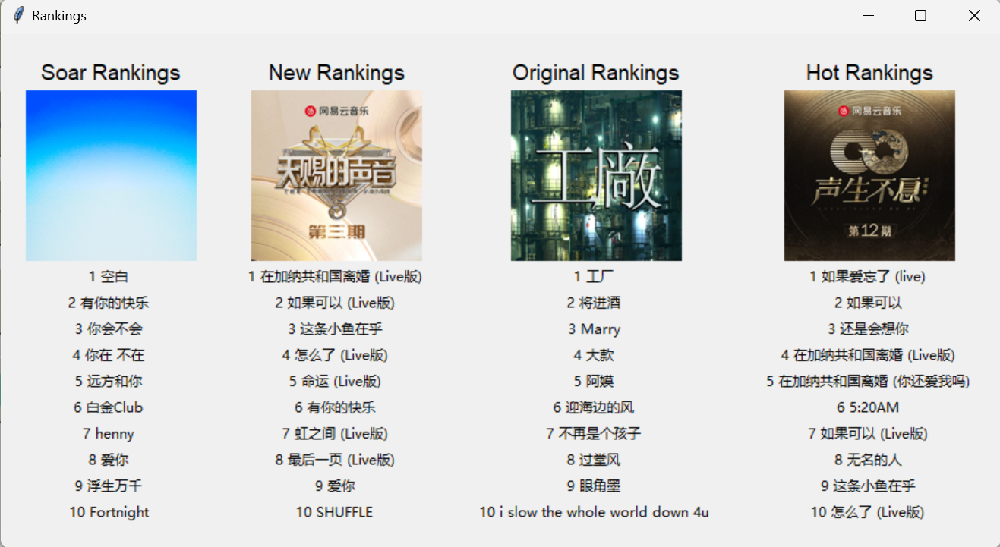 Rankings
Soar Rankings
1 空白
2 有你的快乐
3 你会不会
4 你在 不在
5 远方和你
6 白金Club
7 henny
8 爱你
9 浮生万千
10 Fortnight
New Rankings
网易云音乐
天赐的声音
第三期
1 在加纳共和国离婚 (Live版)
2 如果可以 (Live版)
3 这条小鱼在乎
4 怎么了 (Live版)
5 命运 (Live版)
6 有你的快乐
7 虹之间 (Live版)
8 最后一页 (Live版)
9 爱你
10 SHUFFLE
Original Rankings
工廠
1 工厂
2 将进酒
3 Marry
4 大款
5 阿嫫
6 迎海边的风
7 不再是个孩子
8 过堂风
9 眼角墨
10 i slow the whole world down 4u
Hot Rankings
网易云音乐
声生不息
第12期
1 如果爱忘了 (live)
2 如果可以
3 还是会想你
4 在加纳共和国离婚 (Live版)
5 在加纳共和国离婚 (你还爱我吗)
6 5:20AM
7 如果可以 (Live版)
8 无名的人
9 这条小鱼在乎
10 怎么了 (Live版)